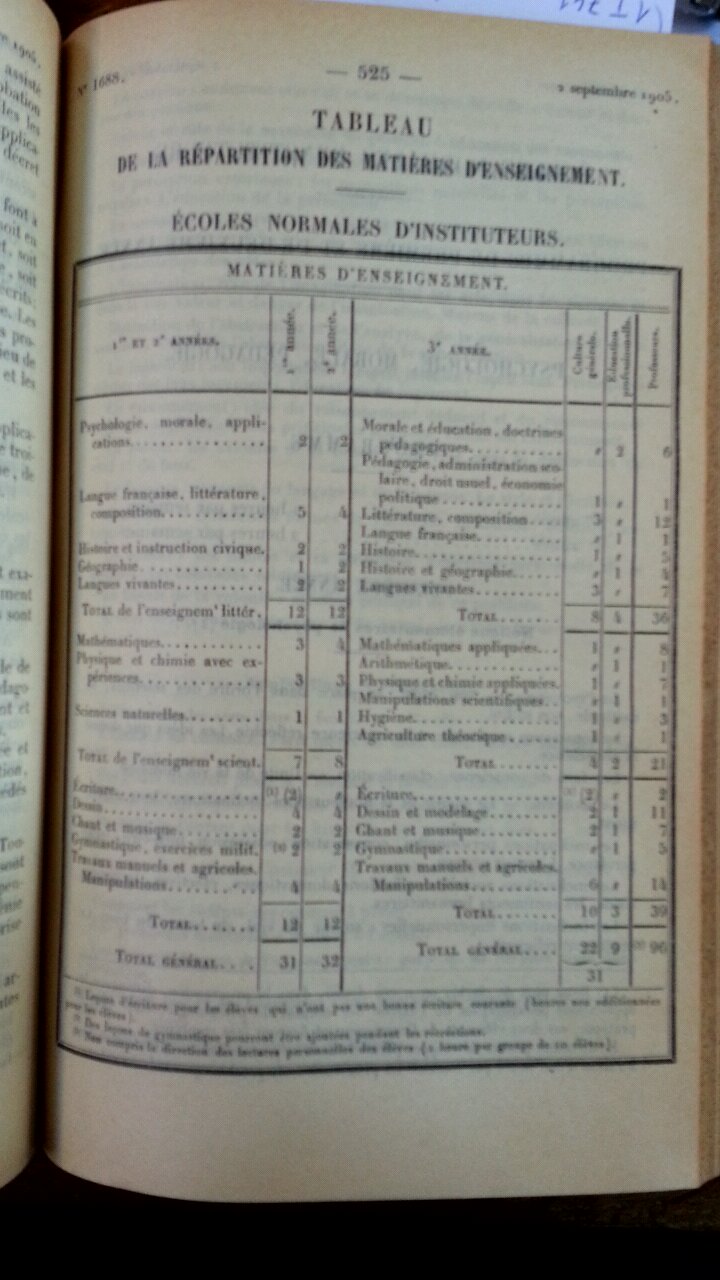 N° 1688.
— 525 —
2 septembre 1905.
TABLEAU
DE LA RÉPARTITION DES MATIÈRES D'ENSEIGNEMENT.
ÉCOLES NORMALES D'INSTITUTEURS.
MATIÈRES D'ENSEIGNEMENT.
1re ET 2e ANNÉES. 1re année. 2e année. 3e ANNÉE. Culture générale. Éducation professionnelle. Professeurs.
Psychologie, morale, appli-
cations............... 2 2
Langue française, littérature,
composition............ 5 4
Histoire et instruction civique. 2 2
Géographie............ 1 2
Langues vivantes........ 2 2
TOTAL de l'enseignemt littér. 12 12
Mathématiques........... 3 4
Physique et chimie avec ex-
périences.............. 3 3
Sciences naturelles......... 1 1
TOTAL de l'enseignemt scient. 7 8
Écriture............... (1) (2) "
Dessin................ 4 4
Chant et musique......... 2 2
Gymnastique, exercices milit. (2) 2 2
Travaux manuels et agricoles.
Manipulations.......... 4 4
TOTAL....... 12 12
TOTAL GÉNÉRAL.... 31 32
Morale et éducation, doctrines
pédagogiques........... " 2 6
Pédagogie, administration sco-
laire, droit usuel, économie
politique.............. 1 " 1
Littérature, composition.... 3 " 12
Langue française.......... " 1 1
Histoire................ 1 " 5
Histoire et géographie...... " 1 4
Langues vivantes.......... 3 " 7
TOTAL....... 8 4 36
Mathématiques appliquées... 1 " 8
Arithmétique............ " 1 1
Physique et chimie appliquées. 1 " 7
Manipulations scientifiques.. " 1 1
Hygiène................ 1 " 3
Agriculture théorique...... 1 " 1
TOTAL....... 4 2 21
Écriture................ (1) (2) " 2
Dessin et modelage........ 2 1 11
Chant et musique......... 2 1 7
Gymnastique............ " 1 5
Travaux manuels et agricoles.
Manipulations.......... 6 " 14
TOTAL....... 10 3 39
TOTAL GÉNÉRAL..... 22 9 (3) 96
31
(1) Leçons d'écriture pour les élèves qui n'ont pas une bonne écriture courante (heures non additionnées
pour les élèves).
(2) Des leçons de gymnastique pourront être ajoutées pendant les récréations.
(3) Non compris la direction des lectures personnelles des élèves (1 heure par groupe de 10 élèves).